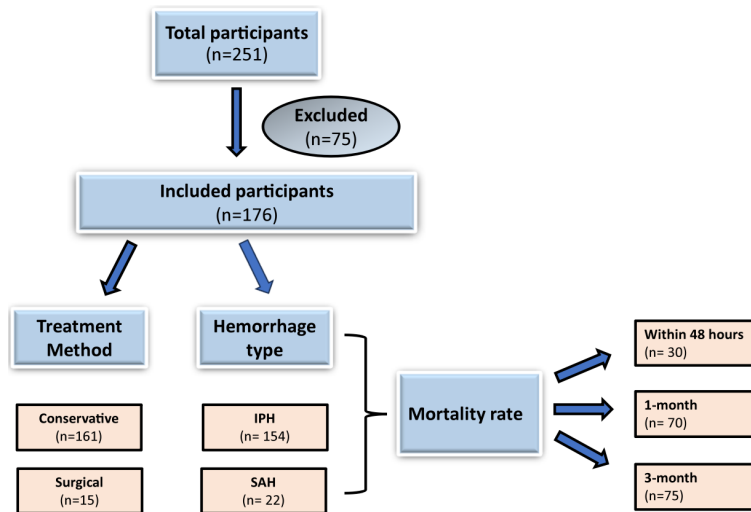 Total participants
(n=251)
Excluded
(n=75)
Included participants
(n=176)
Treatment
Method
Hemorrhage
type
Conservative
(n=161)
IPH
(n= 154)
Surgical
(n=15)
SAH
(n= 22)
Mortality rate
Within 48 hours
(n= 30)
1-month
(n= 70)
3-month
(n=75)